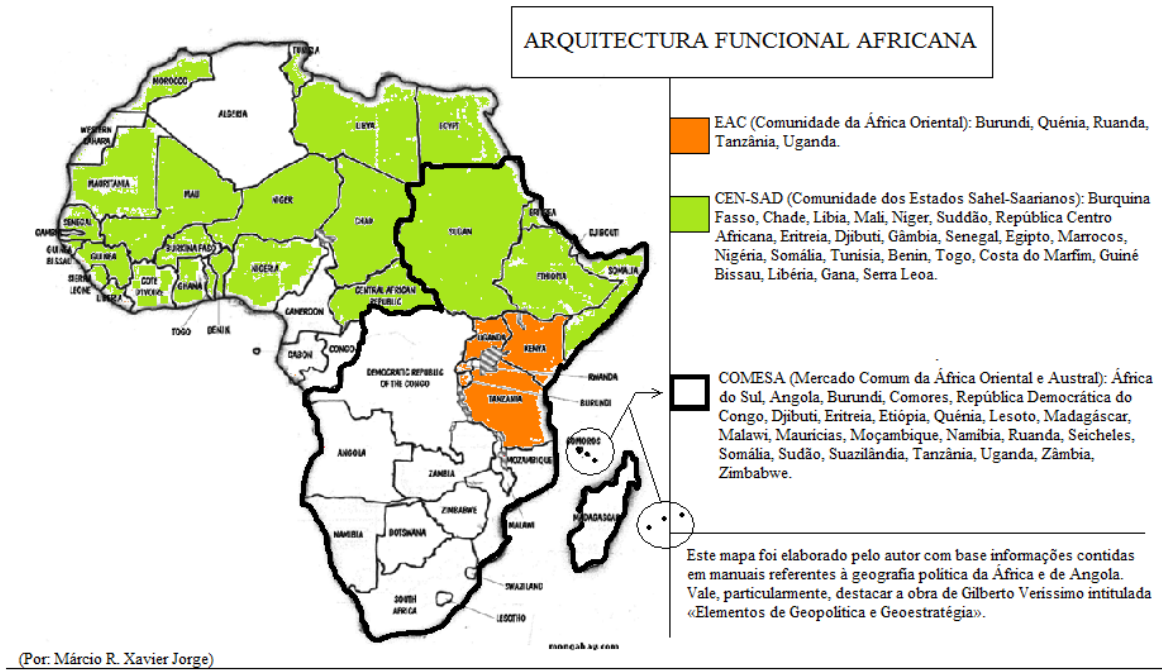 ARQUITECTURA FUNCIONAL AFRICANA
EAC (Comunidade da África Oriental): Burundi, Quénia, Ruanda,
Tanzânia, Uganda.
CEN-SAD (Comunidade dos Estados Sahel-Saarianos): Burquina
Fasso, Chade, Líbia, Mali, Niger, Suddão, República Centro
Africana, Eritreia, Djibuti, Gâmbia, Senegal, Egipto, Marrocos,
Nigéria, Somália, Tunisia, Benin, Togo, Costa do Marfim, Guiné
Bissau, Libéria, Gana, Serra Leoa.
COMESA (Mercado Comum da África Oriental e Austral): África
do Sul, Angola, Burundi, Comores, República Democrática do
Congo, Djibuti, Eritreia, Etiópia, Quénia, Lesoto, Madagáscar,
Malawi, Mauricias, Moçambique, Namibia, Ruanda, Seicheles,
Somália, Sudão, Suazilândia, Tanzânia, Uganda, Zâmbia,
Zimbabwe.
Este mapa foi elaborado pelo autor com base informações contidas
em manuais referentes à geografia política da África e de Angola.
Vale, particularmente, destacar a obra de Gilberto Verissimo intitulada
«Elementos de Geopolítica e Geoestratégia».
TUNISIA
MOROCCO
ALGERIA
WESTERN
SAHARA
LIBYA
EGYPT
MAURITANIA
MALI
NIGER
CHAD
SUDAN
ERITREA
DJIBOUTI
SENEGAL
GAMBIA
GUINEA
BISSAU
GUINEA
BURKINA FASO
SIERRA
LEONE
LIBERIA
COTE
D'IVOIRE
GHANA
TOGO
BENIN
NIGERIA
CAMEROON
CENTRAL AFRICAN
REPUBLIC
ETHIOPIA
SOMALIA
GABON
CONGO
DEMOCRATIC REPUBLIC
OF THE CONGO
UGANDA
KENYA
RWANDA
BURUNDI
TANZANIA
COMOROS
ANGOLA
ZAMBIA
MOZAMBIQUE
MALAWI
ZIMBABWE
MADAGASCAR
NAMIBIA
BOTSWANA
SWAZILAND
SOUTH
AFRICA
LESOTHO
mongabay.com
(Por: Márcio R. Xavier Jorge)